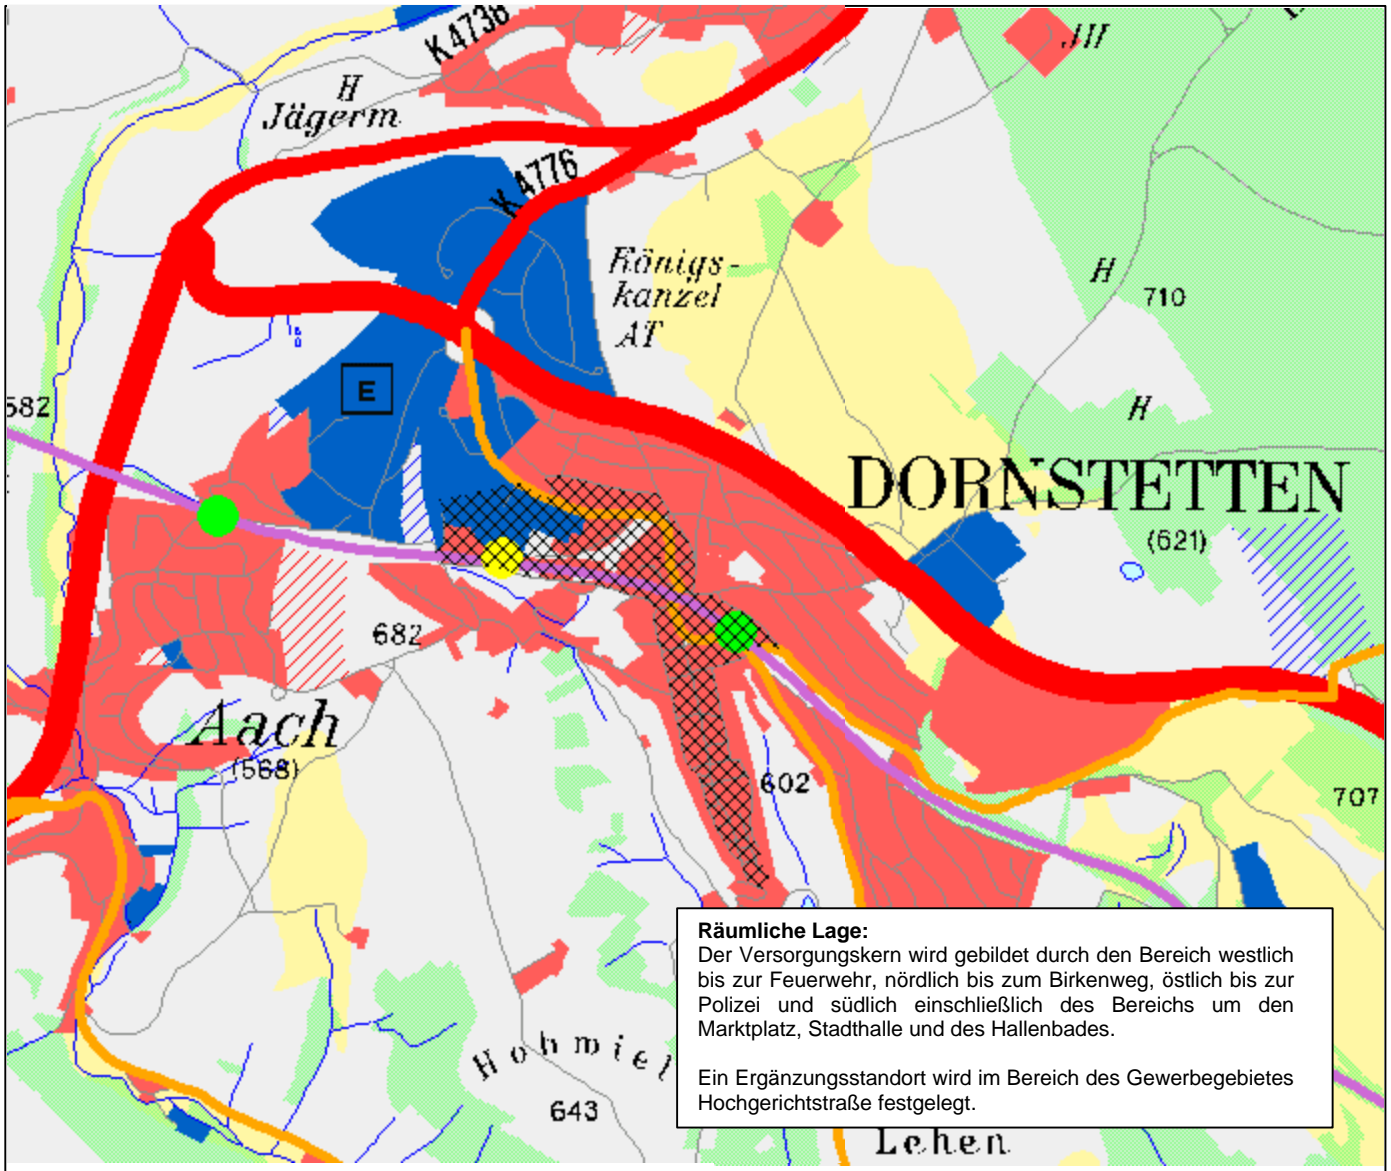 K 4738
H
Jägerm
K 4776
Königs-
kanzel
AT
H
710
H
E
582
DORNSTETTEN
(621)
682
Aach
(568)
602
707
Räumliche Lage:
Der Versorgungskern wird gebildet durch den Bereich westlich
bis zur Feuerwehr, nördlich bis zum Birkenweg, östlich bis zur
Polizei und südlich einschließlich des Bereichs um den
Marktplatz, Stadthalle und des Hallenbades.
Ein Ergänzungsstandort wird im Bereich des Gewerbegebietes
Hochgerichtstraße festgelegt.
Hohmiel
643
Lehen